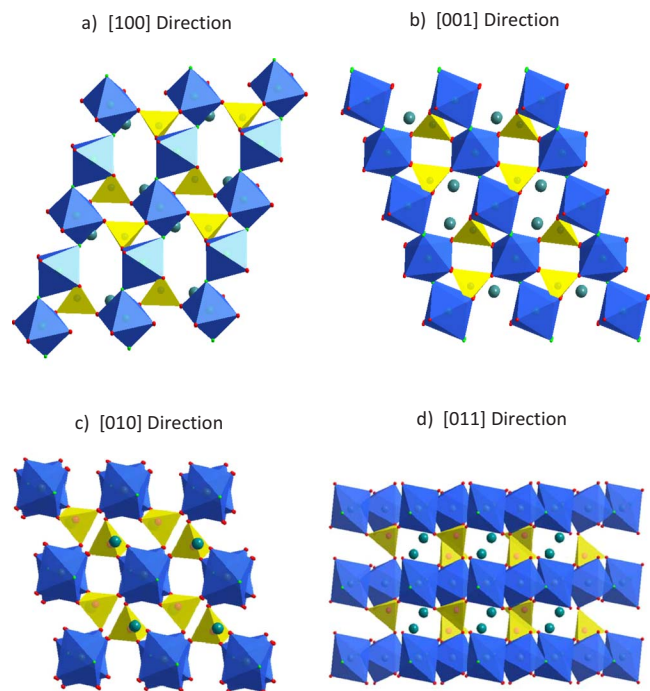 a) [100] Direction
b) [001] Direction
c) [010] Direction
d) [011] Direction